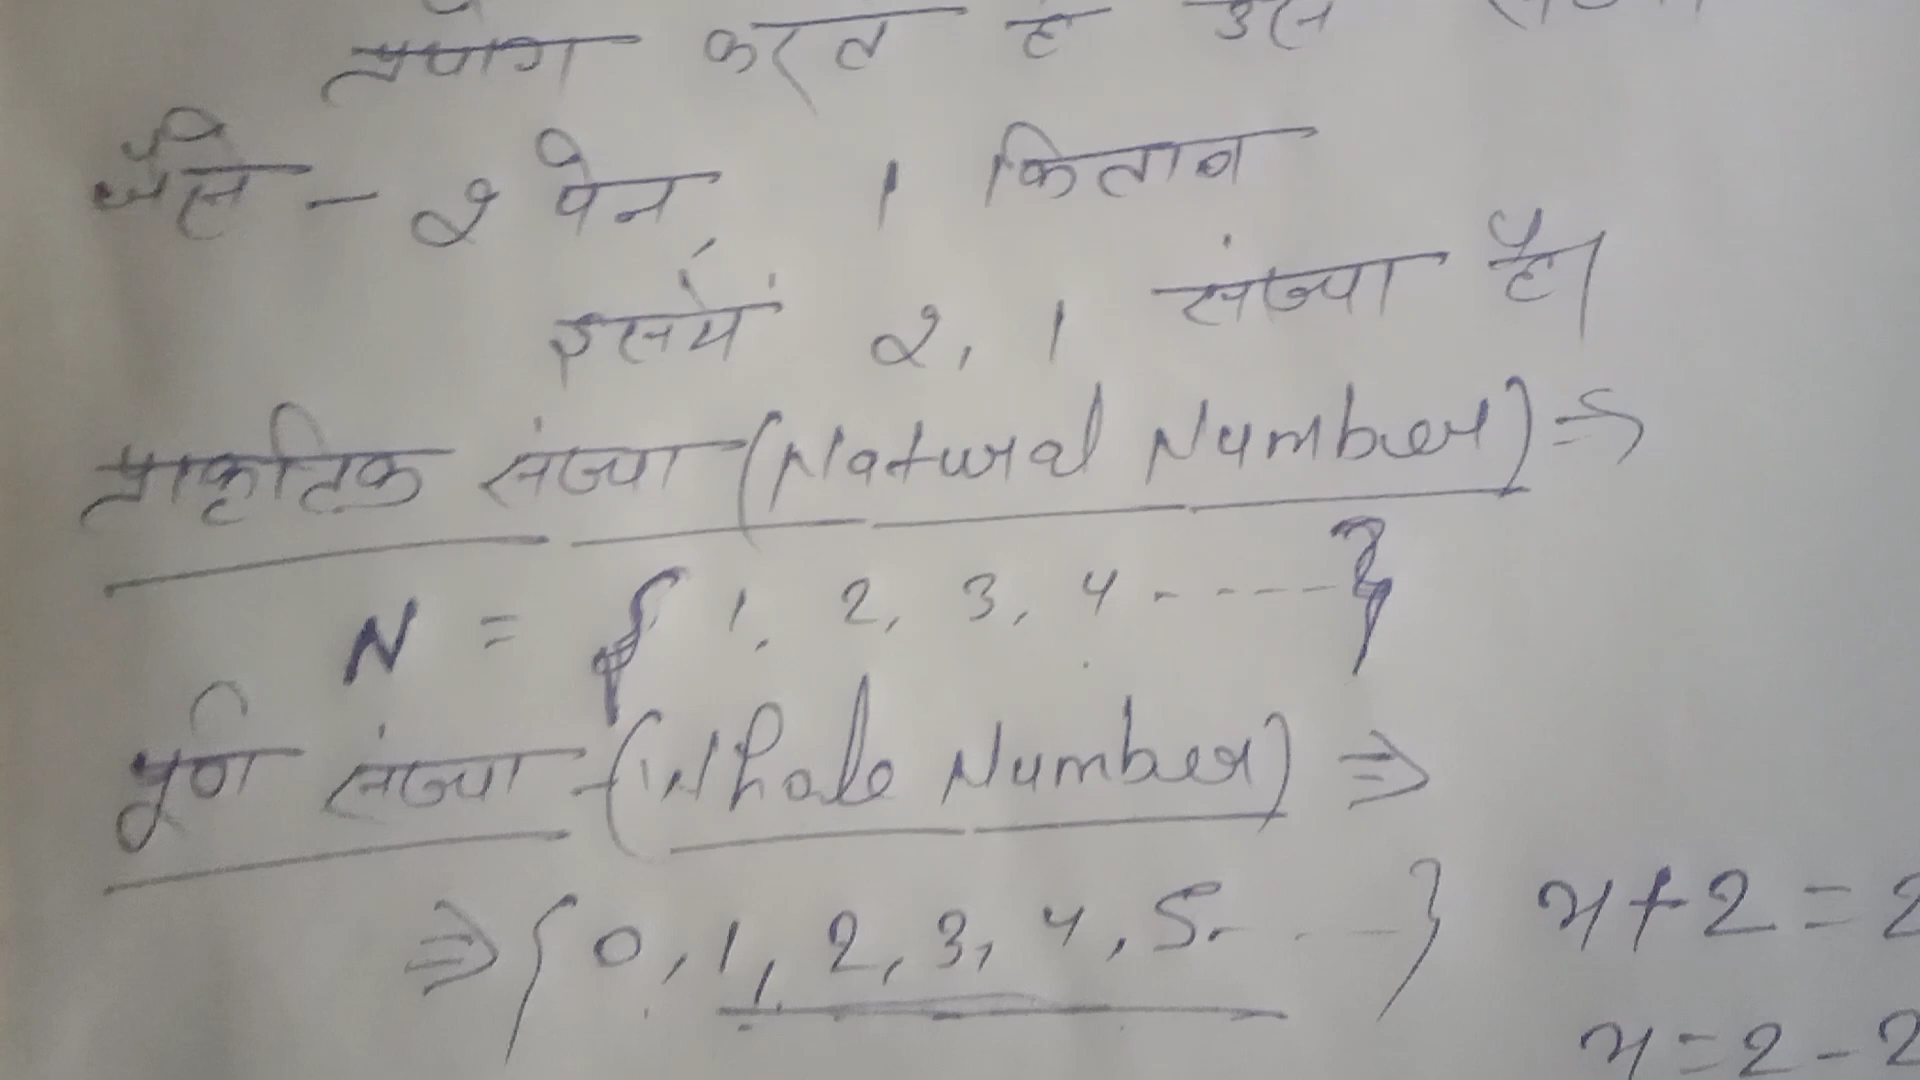 प्रयोग करते हैं उसे
जैसे - 2 पेन, 1 किताब
इसमें 2, 1 संख्या है।
प्राकृतिक संख्या (Natural Number) ⇒
N = { 1, 2, 3, 4 ----- }
पूर्ण संख्या - (Whole Number) ⇒
⇒ { 0, 1, 2, 3, 4, 5. - - - } x + 2 = 2
x = 2 - 2